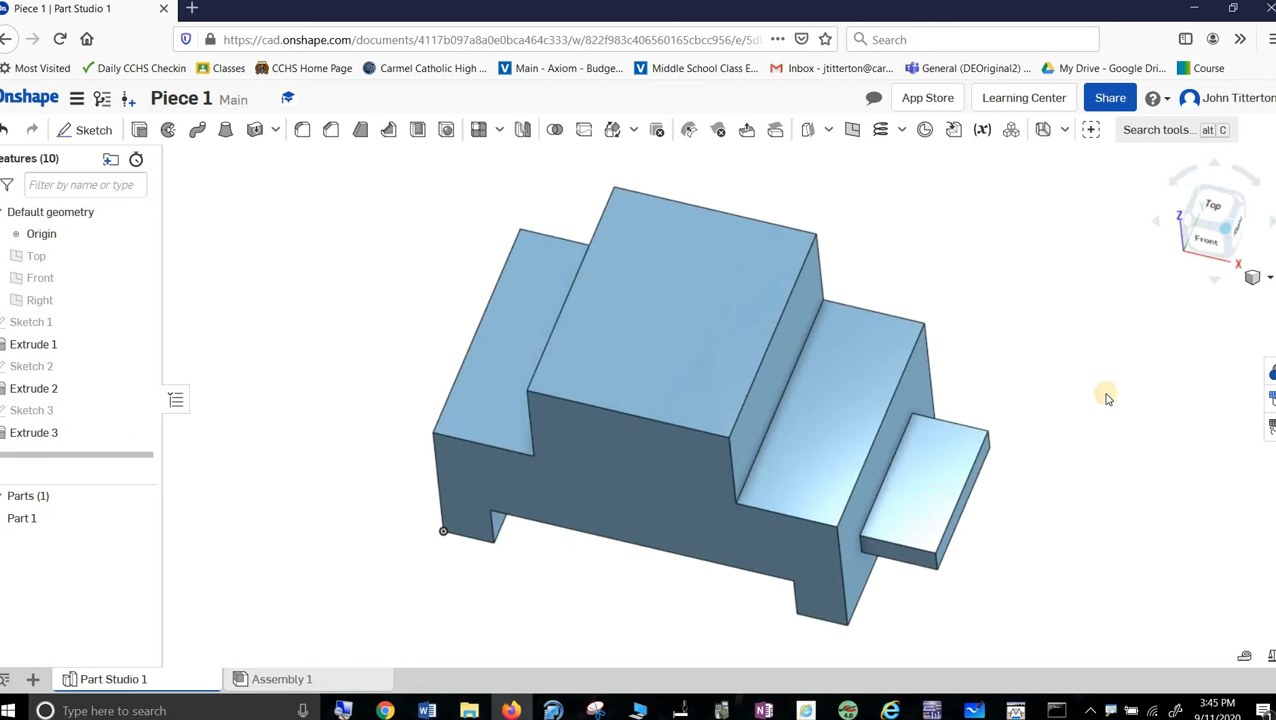 Piece 1 | Part Studio 1
https://cad.onshape.com/documents/4117b097a8a0e0bca464c333/w/822f983c406560165cbcc956/e/5d
Search
Most Visited Daily CCHS Checkin Classes CCHS Home Page Carmel Catholic High ... Main - Axiom - Budge... Middle School Class E... Inbox - jtitterton@car... General (DEOriginal2) ... My Drive - Google Dri... Course
Onshape Piece 1 Main App Store Learning Center Share John Titterton
Sketch Search tools... alt C
eatures (10)
Filter by name or type
Default geometry
Origin
Top
Front
Right
Sketch 1
Extrude 1
Sketch 2
Extrude 2
Sketch 3
Extrude 3
Parts (1)
Part 1
Top
Z
Front
X
Part Studio 1 Assembly 1
Type here to search
3:45 PM
9/11/2020